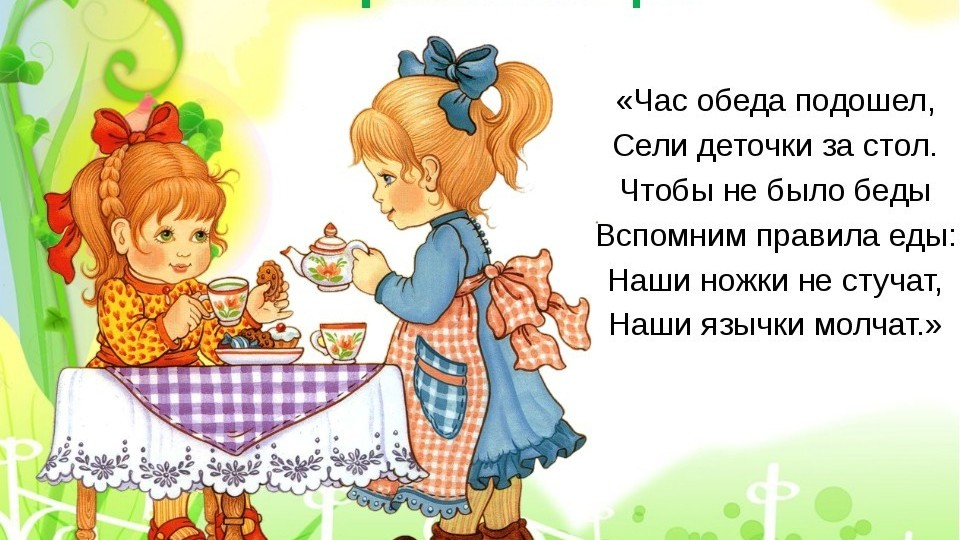 «Час обеда подошел,
Сели деточки за стол.
Чтобы не было беды
Вспомним правила еды:
Наши ножки не стучат,
Наши язычки молчат.»